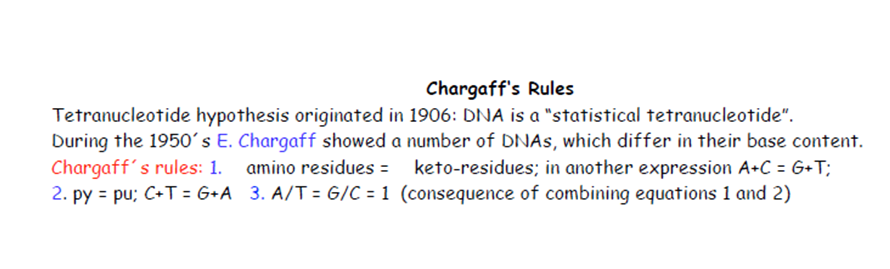 Chargaff's Rules
Tetranucleotide hypothesis originated in 1906: DNA is a "statistical tetranucleotide".
During the 1950´s E. Chargaff showed a number of DNAs, which differ in their base content.
Chargaff´s rules: 1. amino residues = keto-residues; in another expression A+C = G+T;
2. py = pu; C+T = G+A 3. A/T = G/C = 1 (consequence of combining equations 1 and 2)